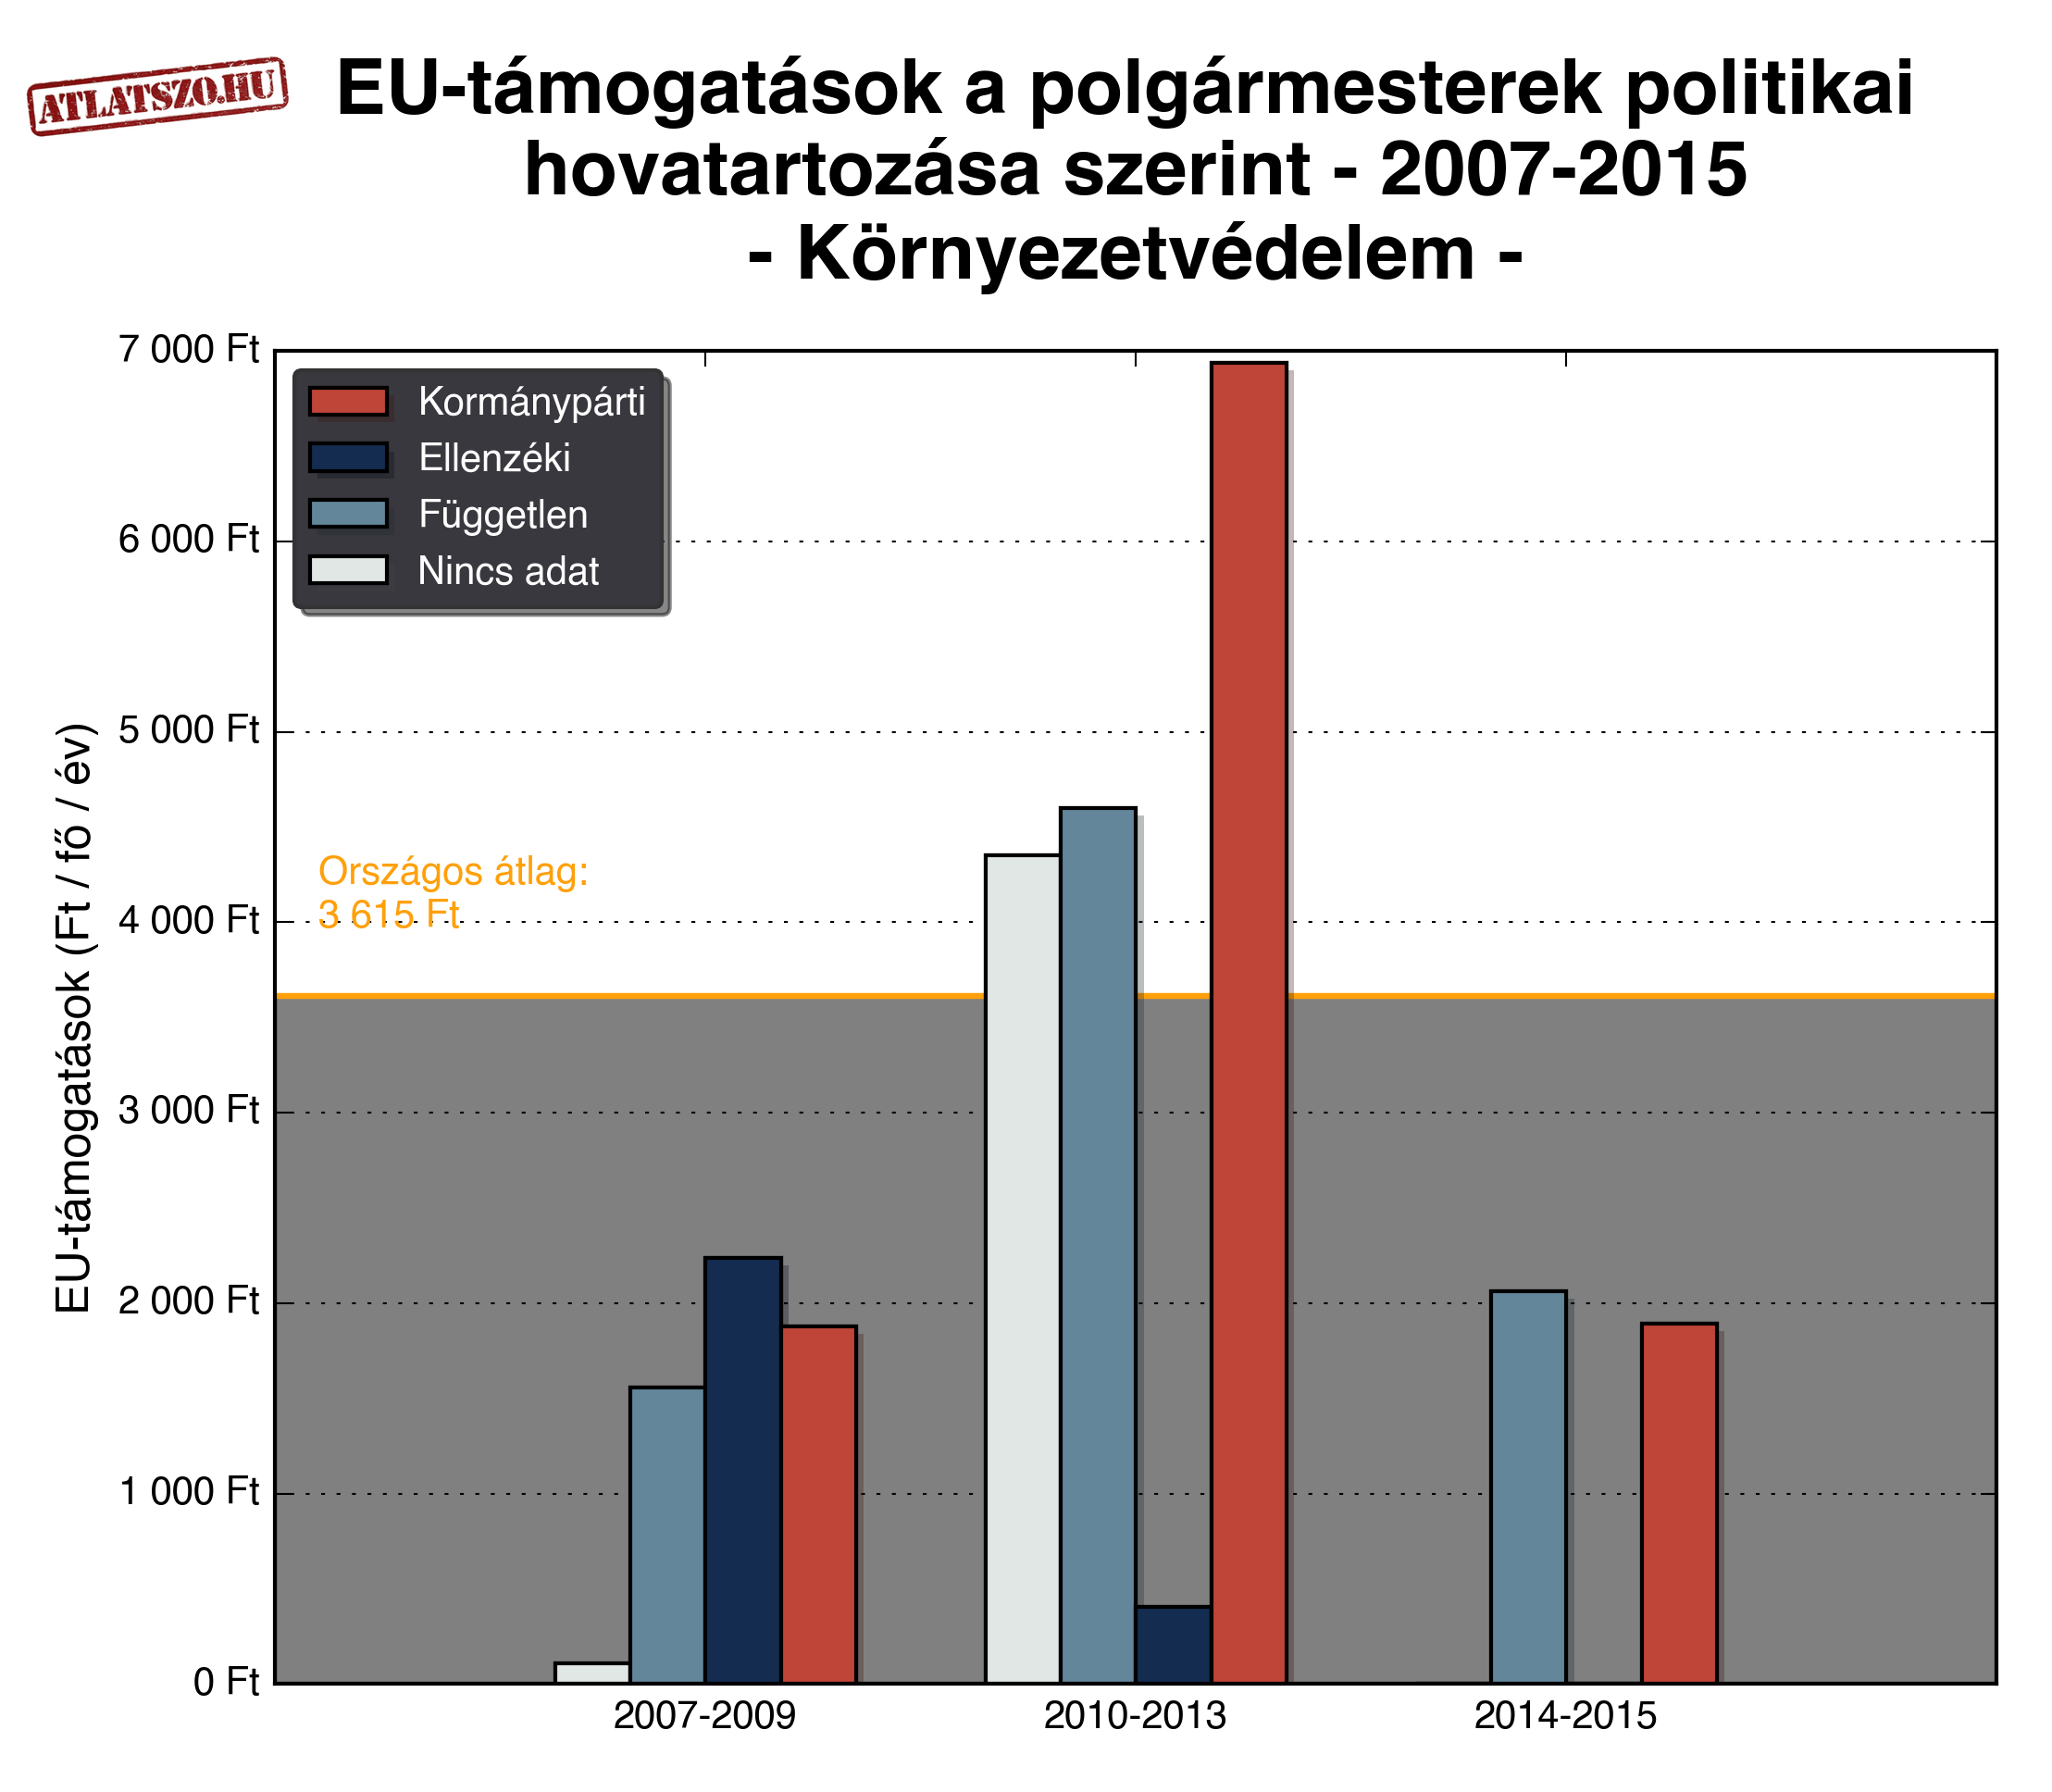 ATLATSZO.HU
EU-támogatások a polgármesterek politikai
hovatartozása szerint - 2007-2015
- Környezetvédelem -
7 000 Ft
6 000 Ft
5 000 Ft
4 000 Ft
3 000 Ft
2 000 Ft
1 000 Ft
0 Ft
EU-támogatások (Ft / fő / év)
Kormánypárti
Ellenzéki
Független
Nincs adat
Országos átlag:
3 615 Ft
2007-2009
2010-2013
2014-2015